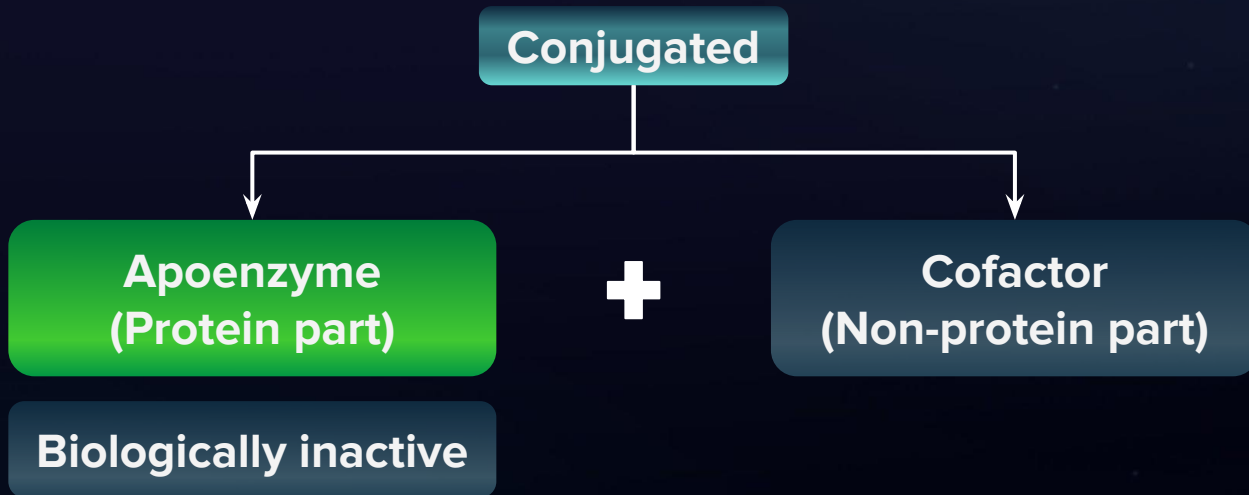 Conjugated
Apoenzyme
(Protein part)
Cofactor
(Non-protein part)
Biologically inactive